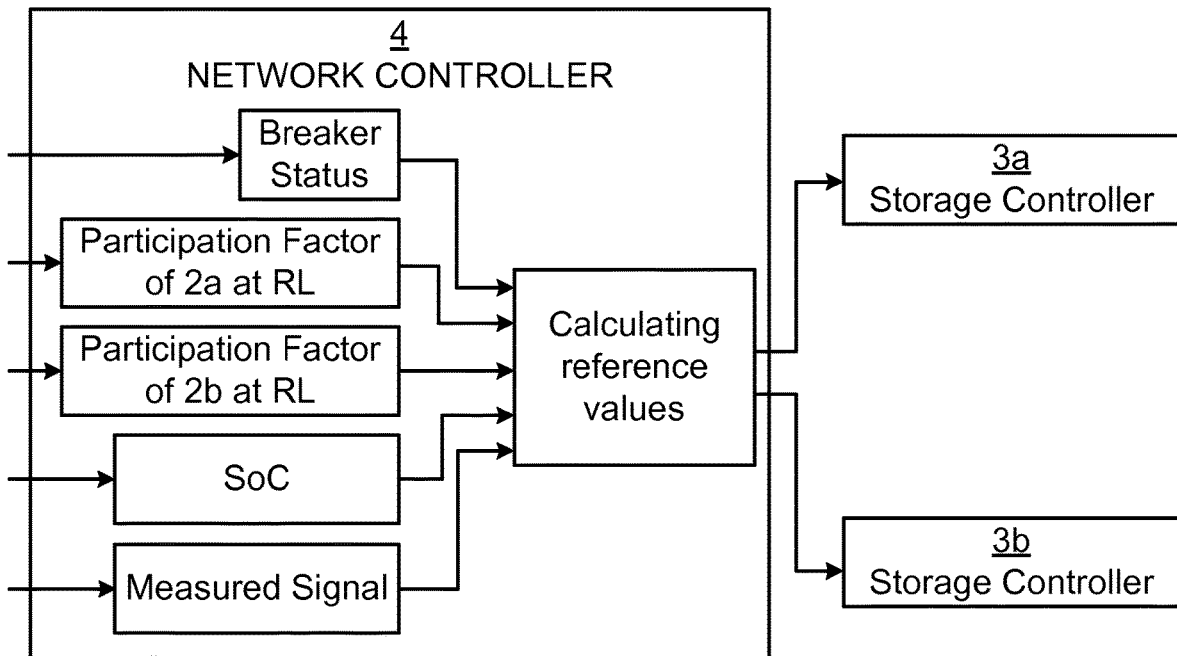 4
NETWORK CONTROLLER
Breaker
Status
Participation Factor
of 2a at RL
Participation Factor
of 2b at RL
SoC
Measured Signal
Calculating
reference
values
3a
Storage Controller
3b
Storage Controller